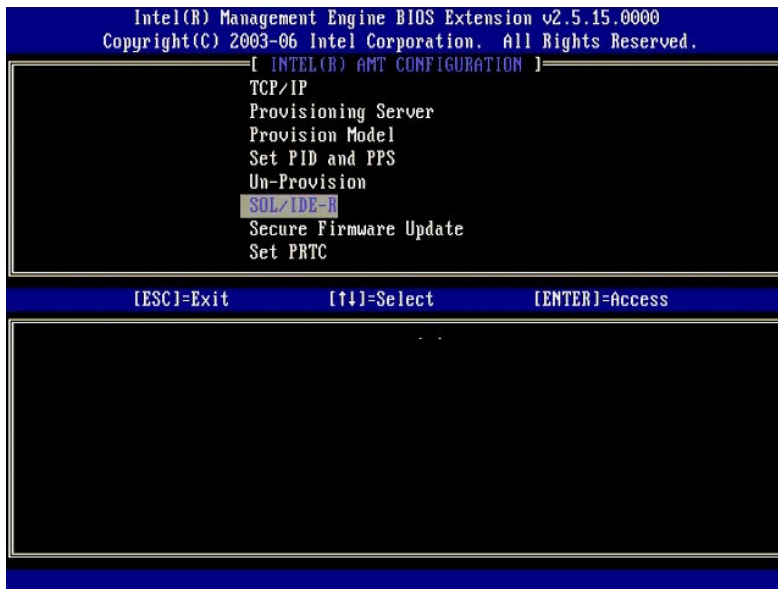 Intel(R) Management Engine BIOS Extension v2.5.15.0000
Copyright(C) 2003-06 Intel Corporation. All Rights Reserved.
[ INTEL(R) AMT CONFIGURATION ]
TCP/IP
Provisioning Server
Provision Model
Set PID and PPS
Un-Provision
SOL/IDE-R
Secure Firmware Update
Set PRTC
[ESC]=Exit [↑↓]=Select [ENTER]=Access